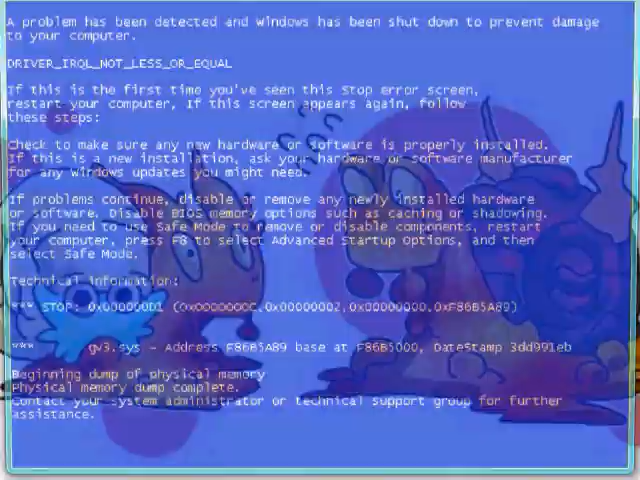 A problem has been detected and windows has been shut down to prevent damage
to your computer.
DRIVER_IRQL_NOT_LESS_OR_EQUAL
If this is the first time you've seen this Stop error screen,
restart your computer, If this screen appears again, follow
these steps:
Check to make sure any new hardware or software is properly installed.
If this is a new installation, ask your hardware or software manufacturer
for any windows updates you might need.
If problems continue, disable or remove any newly installed hardware
or software. Disable BIOS memory options such as caching or shadowing.
If you need to use Safe Mode to remove or disable components, restart
your computer, press F8 to select Advanced Startup Options, and then
select Safe Mode.
Technical information:
*** STOP: 0x000000D1 (0x0000000C,0x00000002,0x00000000,0xF86B5A89)
*** gv3.sys - Address F86B5A89 base at F86B5000, DateStamp 3dd991eb
Beginning dump of physical memory
Physical memory dump complete.
Contact your system administrator or technical support group for further
assistance.